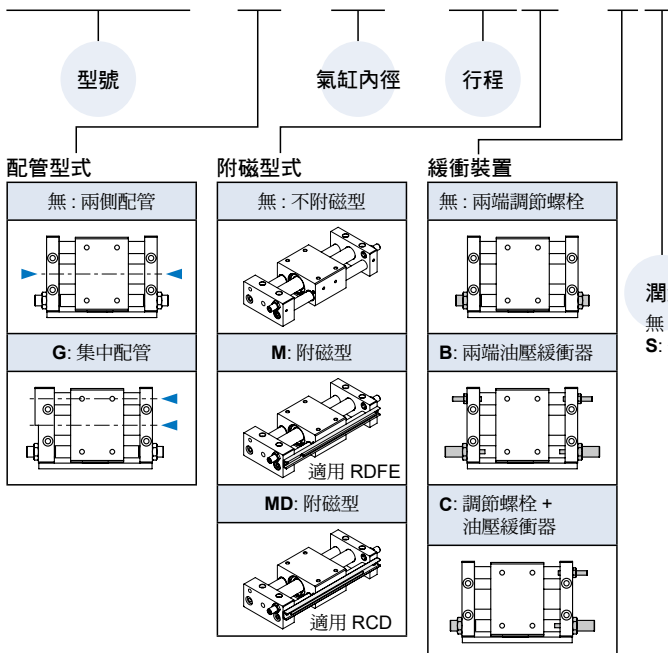 型號
氣缸內徑
行程
配管型式
無 : 兩側配管
G: 集中配管
附磁型式
無 : 不附磁型
M: 附磁型
適用 RDFE
MD: 附磁型
適用 RCD
緩衝裝置
無 : 兩端調節螺栓
B: 兩端油壓緩衝器
C: 調節螺栓 +
油壓緩衝器
潤
無
S: